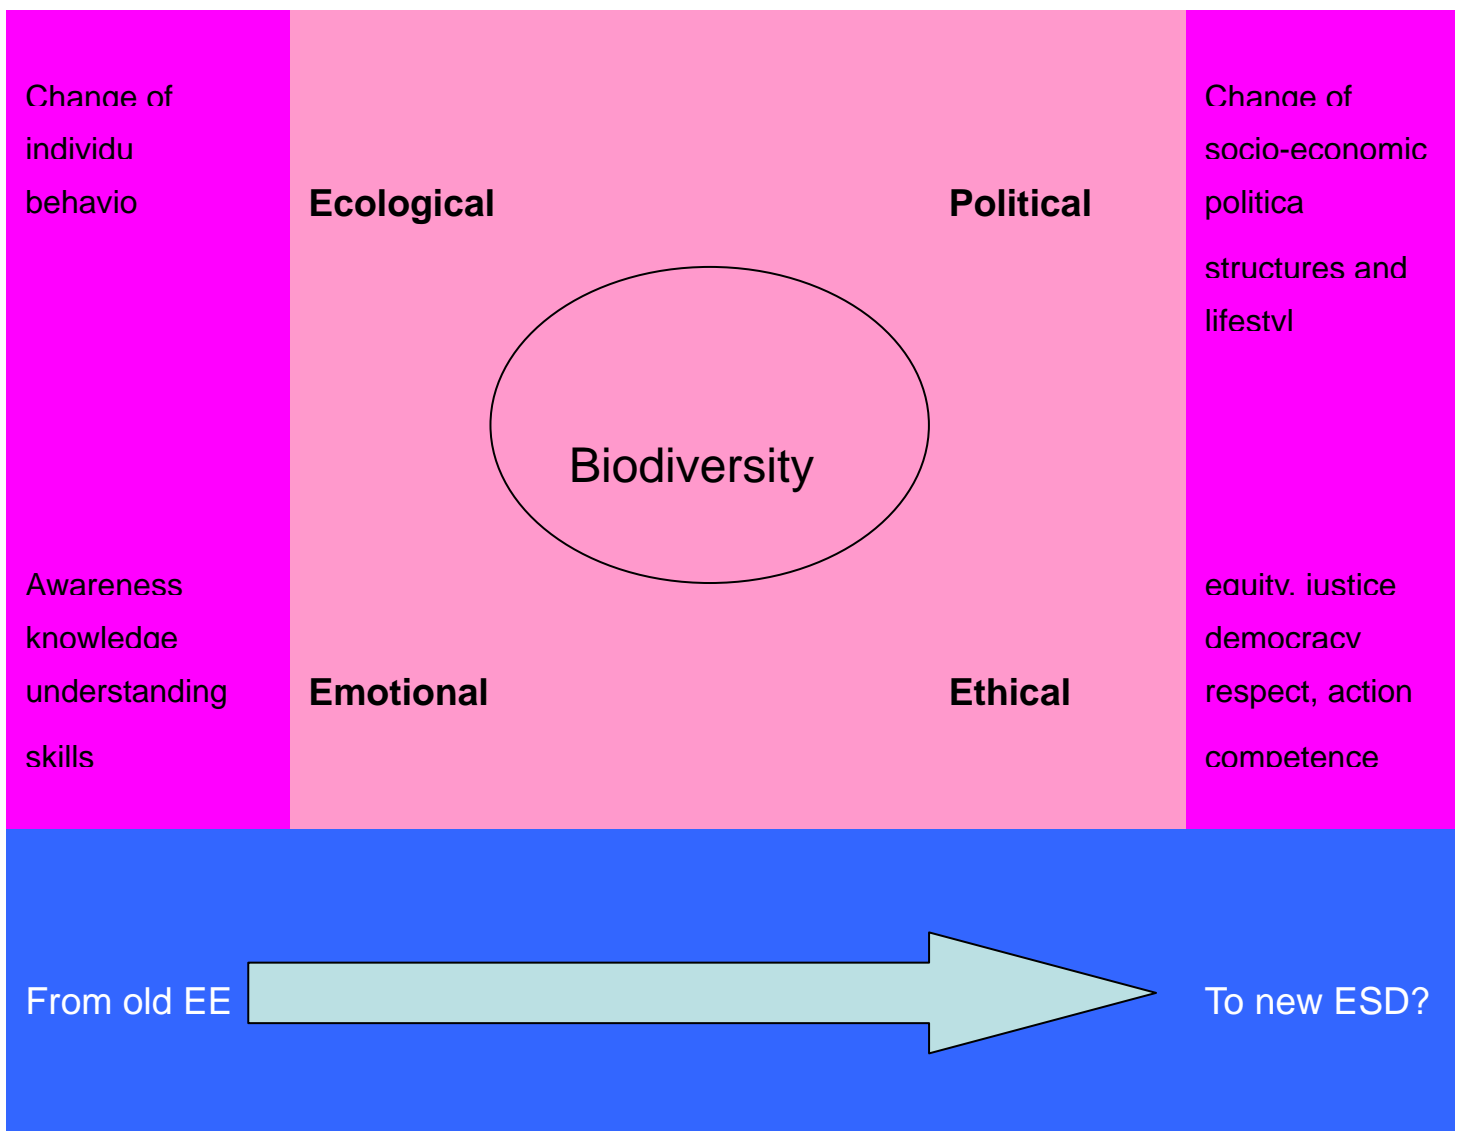 Change of
individu
behavio
Ecological
Political
Change of
socio-economic
politica
structures and
lifestyl
Biodiversity
Awareness
knowledge
understanding
skills
Emotional
Ethical
equity, justice
democracy
respect, action
competence
From old EE
To new ESD?